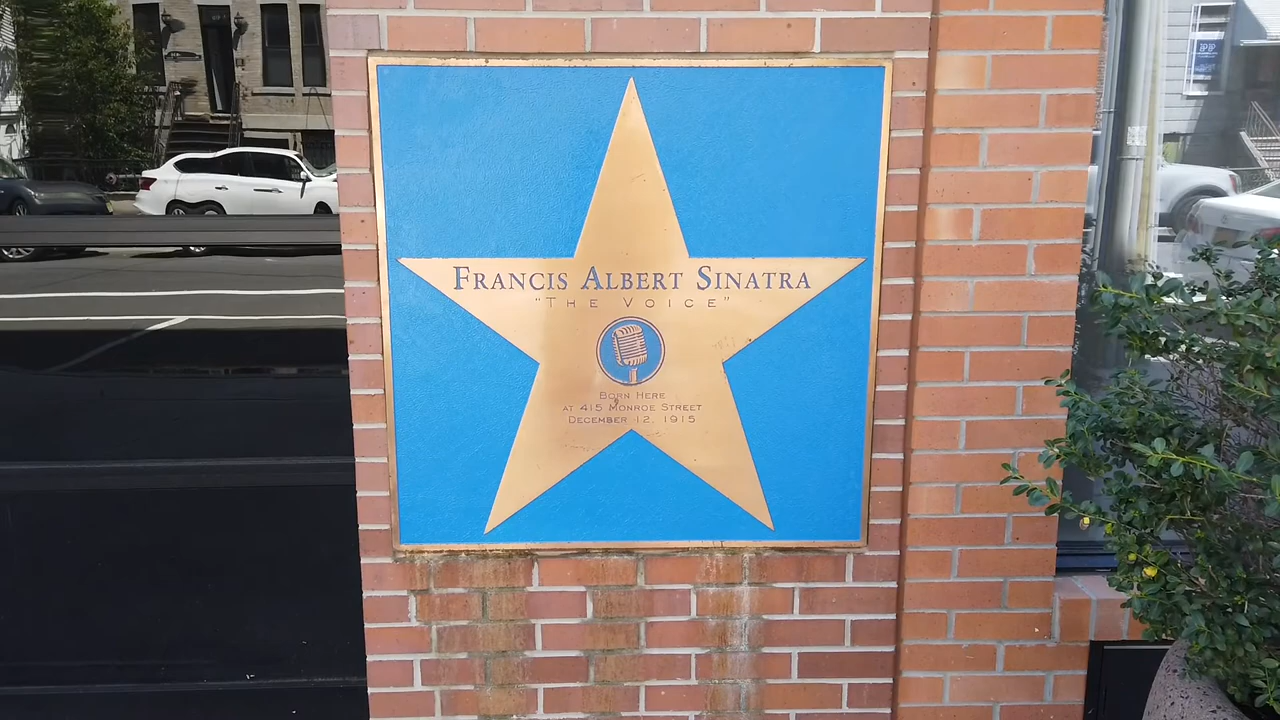 FRANCIS ALBERT SINATRA
"THE VOICE"
BORN HERE
AT 415 MONROE STREET
DECEMBER 12, 1915